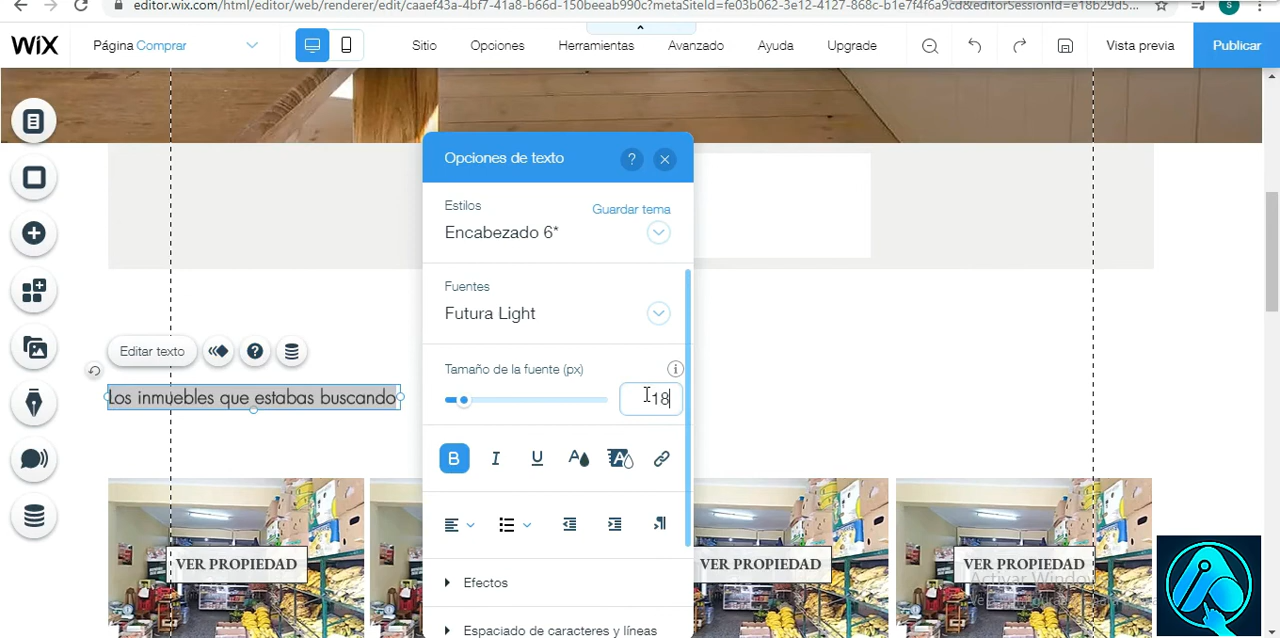 editor.wix.com/html/editor/web/renderer/edit/caaef43a-4bf7-41a8-b66d-150beeab990c?metaSiteId=fe03b062-3e12-4127-868c-b1e7f4f6a9cd&editorSessionId=e18b29d5...
S
WiX Página Comprar Sitio Opciones Herramientas Avanzado Ayuda Upgrade Vista previa Publicar
Opciones de texto ?
Estilos Guardar tema
Encabezado 6*
Fuentes
Futura Light
Editar texto ?
Tamaño de la fuente (px) i
Los inmuebles que estabas buscando 18
B I U A A
VER PROPIEDAD VER PROPIEDAD VER PROPIEDAD
Activar Windows
Efectos
Espaciado de caracteres y líneas